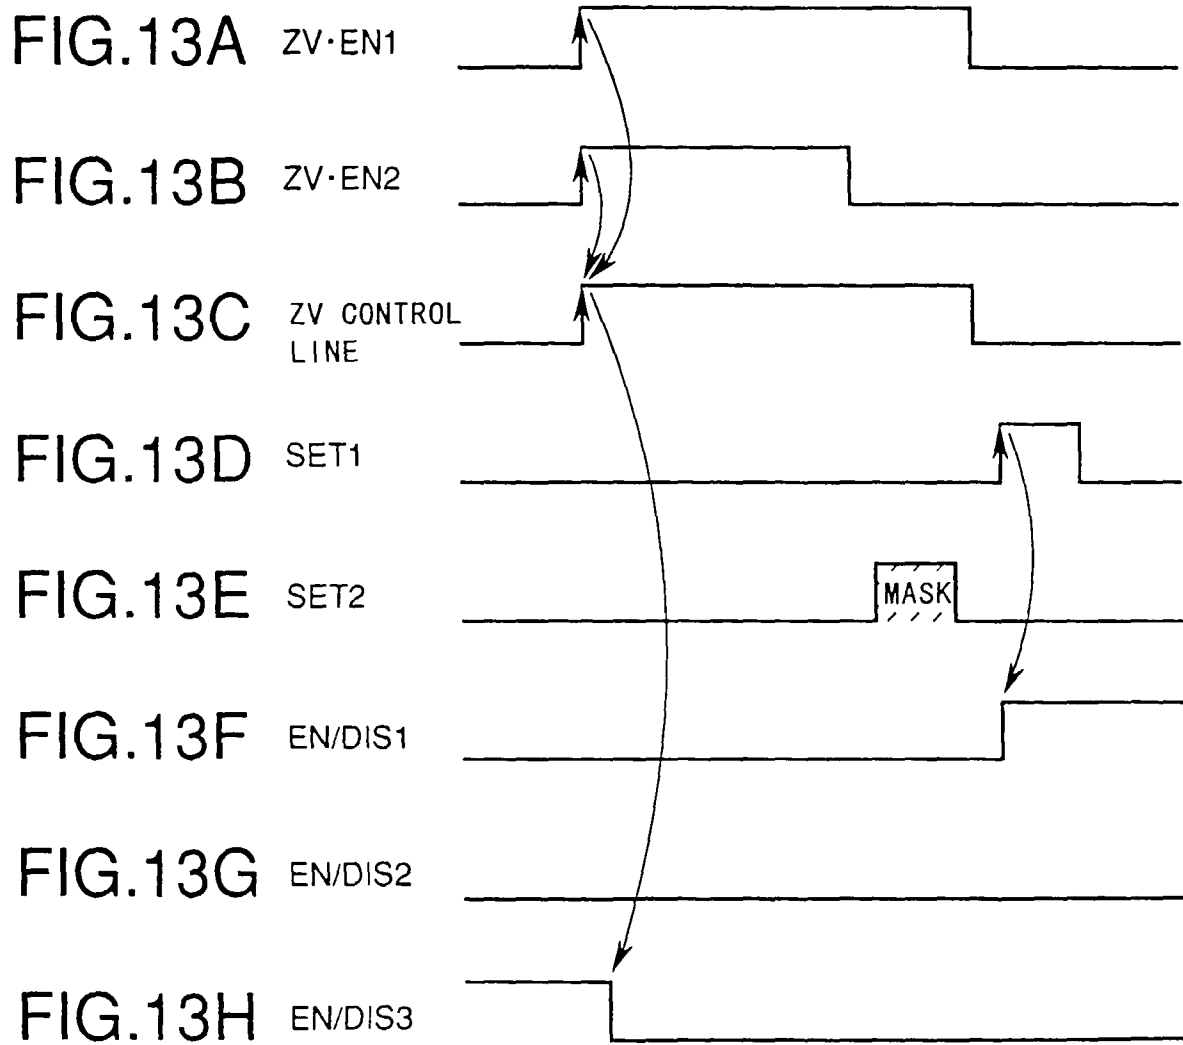 FIG.13A ZV·EN1
FIG.13B ZV·EN2
FIG.13C ZV CONTROL
LINE
FIG.13D SET1
FIG.13E SET2 MASK
FIG.13F EN/DIS1
FIG.13G EN/DIS2
FIG.13H EN/DIS3